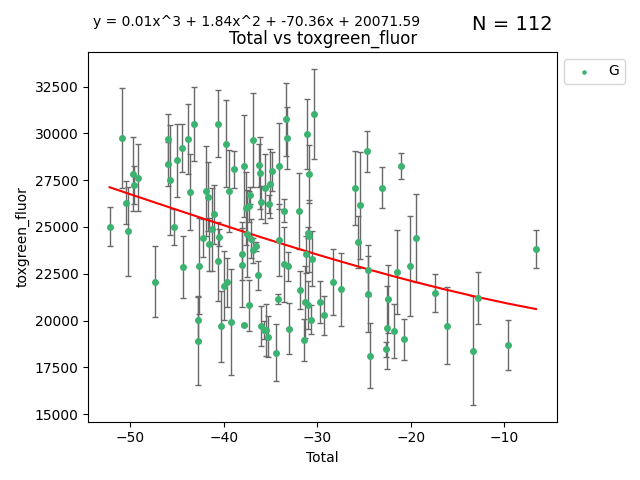 y = 0.01x^3 + 1.84x^2 + -70.36x + 20071.59
N = 112
Total vs toxgreen_fluor
G
toxgreen_fluor
32500
30000
27500
25000
22500
20000
17500
15000
−50
−40
−30
−20
−10
Total